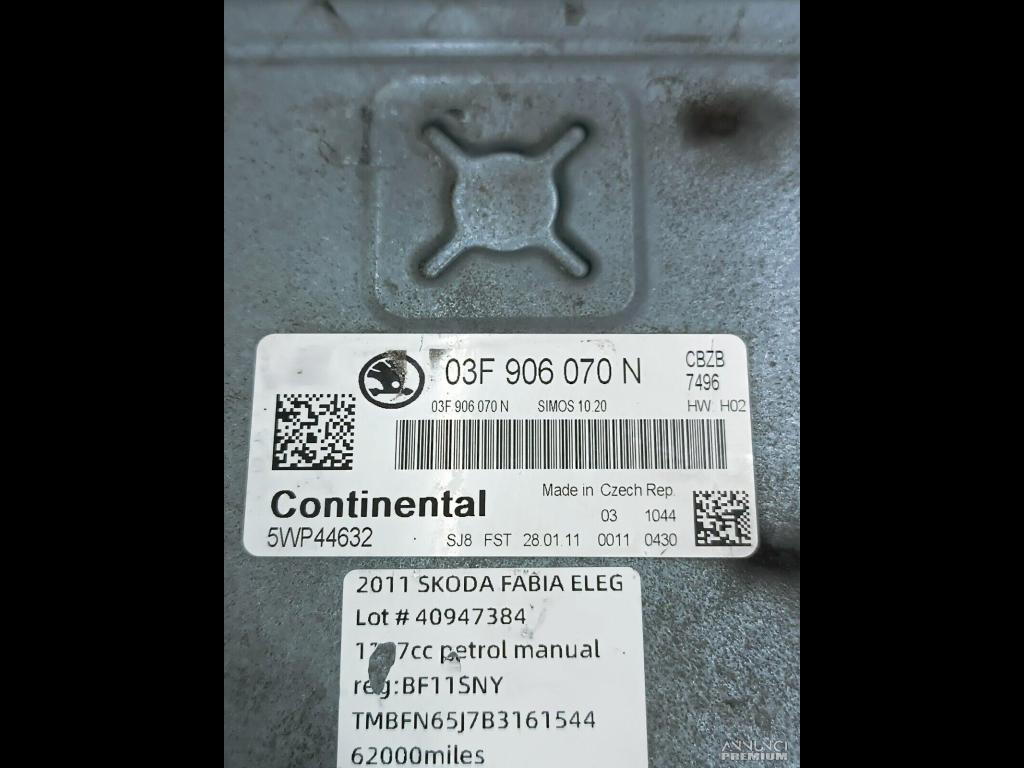 03F 906 070 N
CBZB
7496
03F 906 070 N SIMOS 10.20 HW H02
Made in Czech Rep.
Continental
03 1044
5WP44632 SJ8 FST 28.01.11 0011 0430
2011 SKODA FABIA ELEG
Lot # 40947384
petrol manual
reg:BF11SNY
TMBFN65J7B3161544
62000miles
ANNUNCI
PREMIUM